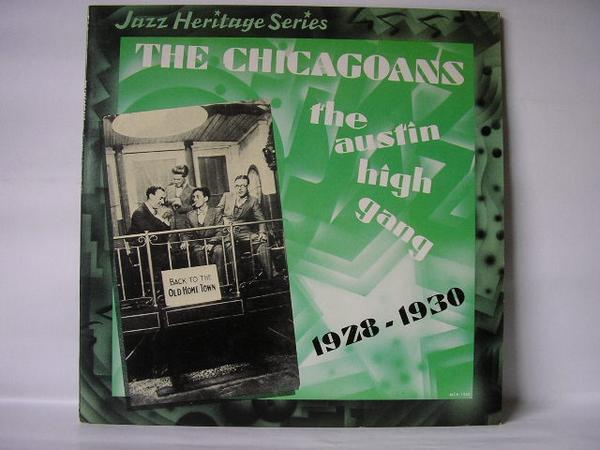 Jazz Heritage Series
THE CHICAGOANS
the
austin
high
gang
BACK TO THE
OLD HOME TOWN
1928-1930